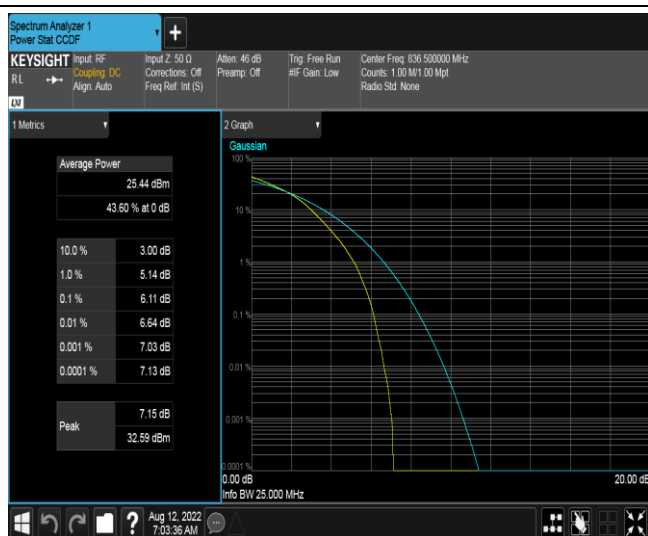 Spectrum Analyzer 1
Power Stat CCDF
KEYSIGHT
RL
LXI
Input: RF
Coupling: DC
Align: Auto
Input Z: 50 Ω
Corrections: Off
Freq Ref: Int (S)
Atten: 46 dB
Preamp: Off
Trig: Free Run
#IF Gain: Low
Center Freq: 836.500000 MHz
Counts: 1.00 M/1.00 Mpt
Radio Std: None
1 Metrics
Average Power
25.44 dBm
43.60 % at 0 dB
10.0 % 3.00 dB
1.0 % 5.14 dB
0.1 % 6.11 dB
0.01 % 6.64 dB
0.001 % 7.03 dB
0.0001 % 7.13 dB
Peak 7.15 dB
32.59 dBm
2 Graph
Gaussian
100 %
10 %
1 %
0.1 %
0.01 %
0.001 %
0.0001 %
0.00 dB
20.00 dB
Info BW 25.000 MHz
?
Aug 12, 2022
7:03:36 AM